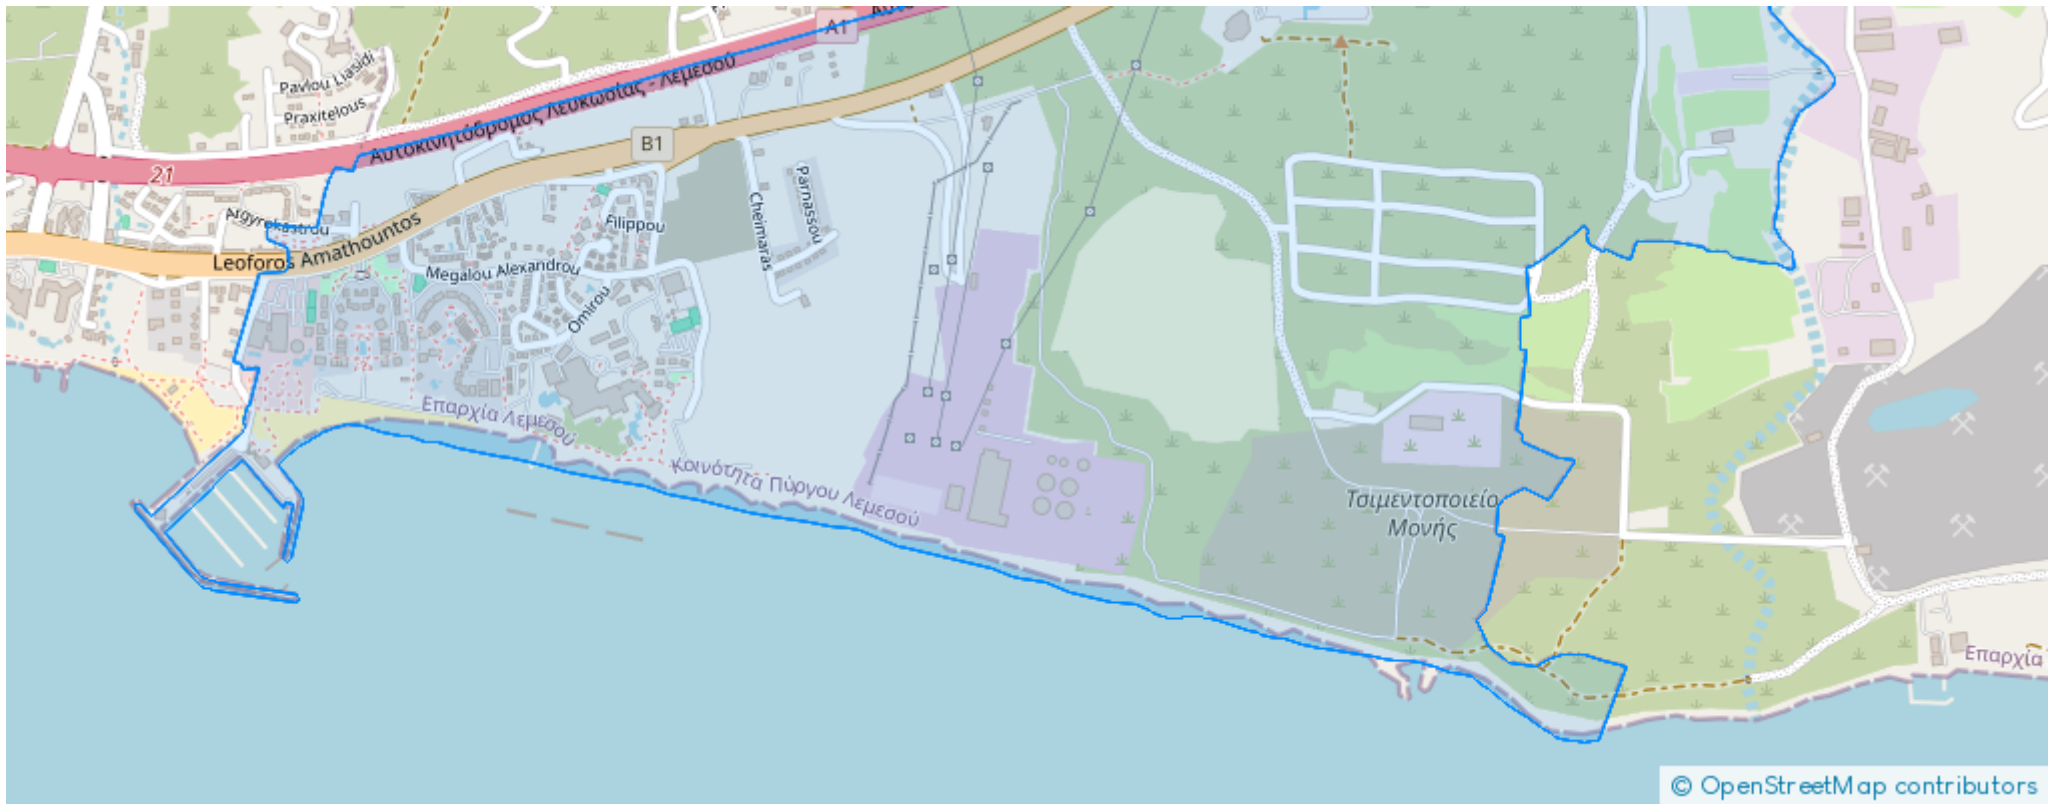 A1
Αυτοκινητόδρομος Λευκωσίας - Λεμεσού
Pavlou Liasidi
Praxitelous
B1
21
Argyrokastrou
Leoforos Amathountos
Filippou
Megalou Alexandrou
Omirou
Cheimaras
Parnassou
Επαρχία Λεμεσού
Κοινότητα Πύργου Λεμεσού
Τσιμεντοποιείο
Μονής
Επαρχία
© OpenStreetMap contributors